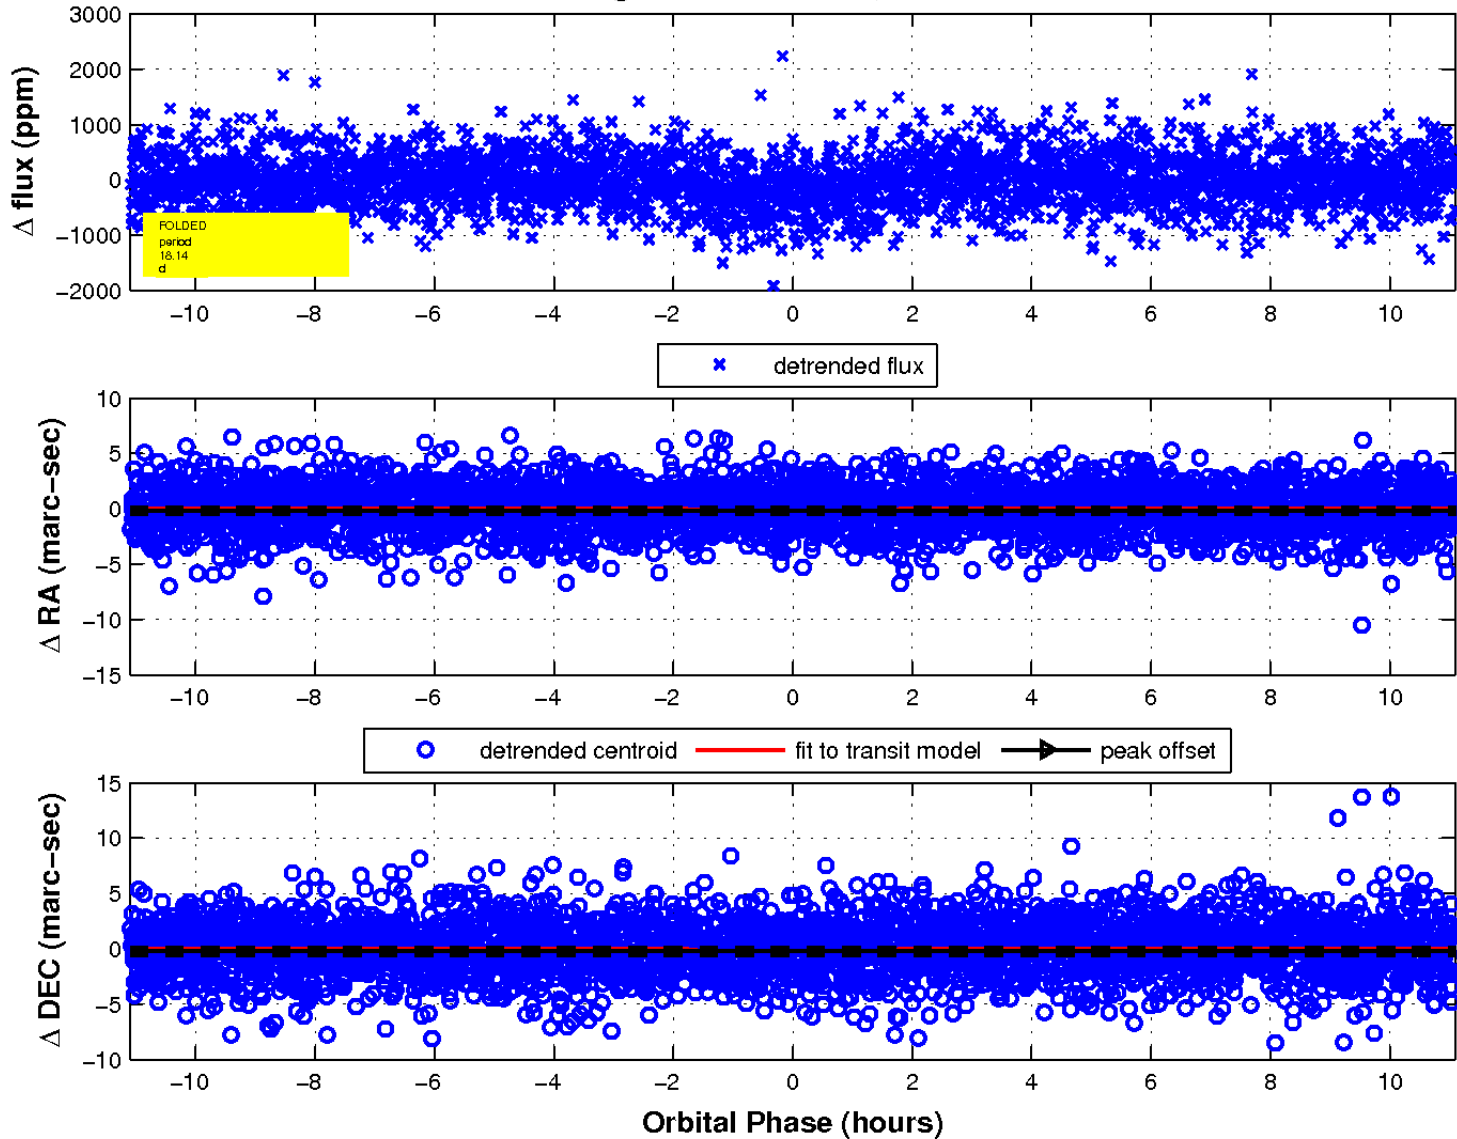 3000
2000
1000
0
−1000
−2000
Δ flux (ppm)
FOLDED
period
18.14
d
−10 −8 −6 −4 −2 0 2 4 6 8 10
detrended flux
10
5
0
−5
−10
−15
Δ RA (marc−sec)
−10 −8 −6 −4 −2 0 2 4 6 8 10
detrended centroid fit to transit model peak offset
15
10
5
0
−5
−10
Δ DEC (marc−sec)
−10 −8 −6 −4 −2 0 2 4 6 8 10
Orbital Phase (hours)